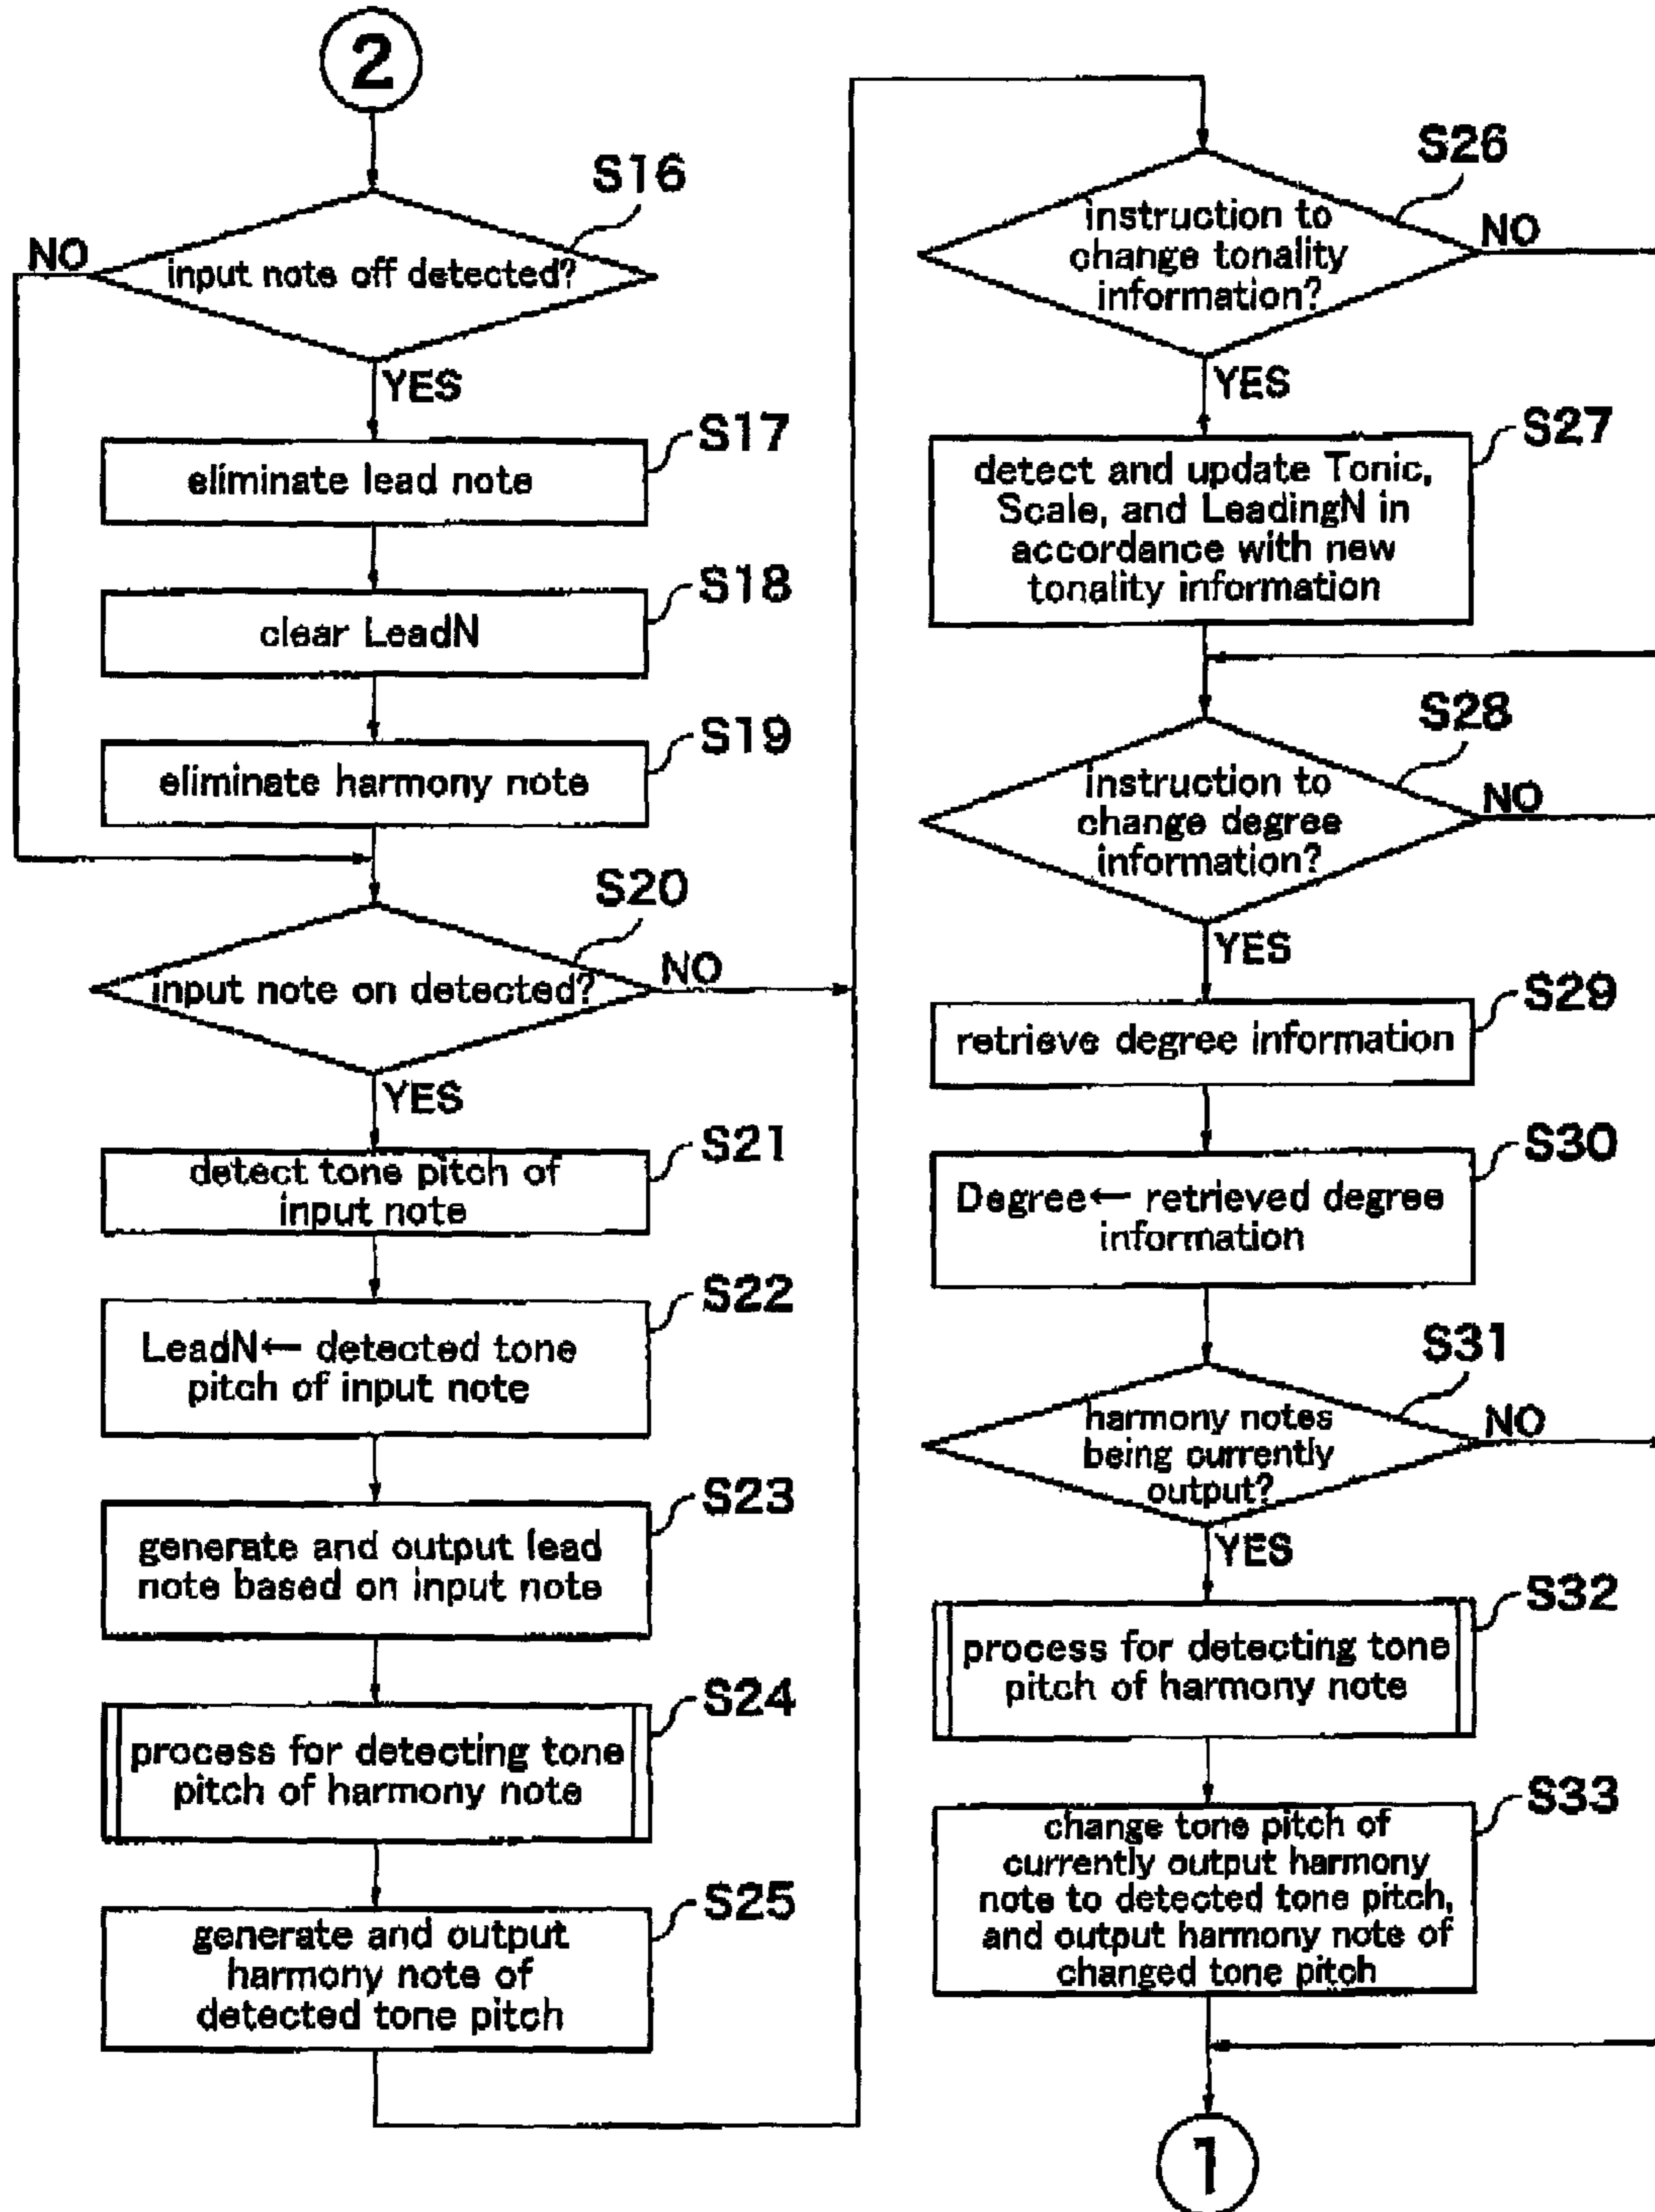 2
S16
NO
input note off detected?
YES
S17
eliminate lead note
S18
clear LeadN
S19
eliminate harmony note
S20
input note on detected?
NO
YES
S21
detect tone pitch of
input note
S22
LeadN← detected tone
pitch of input note
S23
generate and output lead
note based on input note
S24
process for detecting tone
pitch of harmony note
S25
generate and output
harmony note of
detected tone pitch
S26
instruction to
change tonality
information?
NO
YES
S27
detect and update Tonic,
Scale, and LeadingN in
accordance with new
tonality information
S28
instruction to
change degree
information?
NO
YES
S29
retrieve degree information
S30
Degree← retrieved degree
information
S31
harmony notes
being currently
output?
NO
YES
S32
process for detecting tone
pitch of harmony note
S33
change tone pitch of
currently output harmony
note to detected tone pitch,
and output harmony note of
changed tone pitch
1